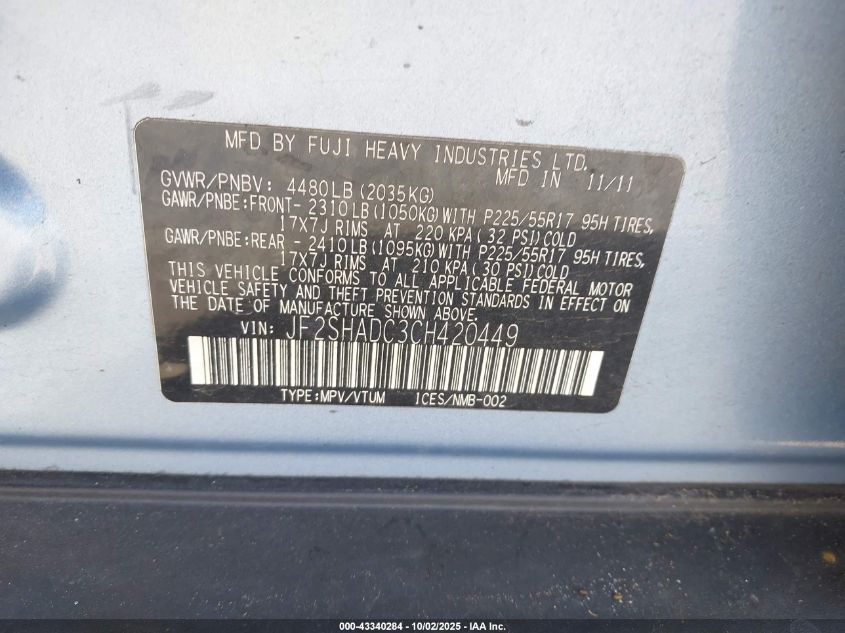 MFD BY FUJI HEAVY INDUSTRIES LTD.
MFD IN 11/11
GVWR/PNBV: 4480LB(2035KG)
GAWR/PNBE:FRONT- 2310LB(1050KG)WITH P225/55R17 95H TIRES,
17X7J RIMS AT 220 KPA(32 PSI)COLD
GAWR/PNBE:REAR - 2410LB(1095KG)WITH P225/55R17 95H TIRES,
17X7J RIMS AT 210 KPA(30 PSI)COLD
THIS VEHICLE CONFORMS TO ALL APPLICABLE FEDERAL MOTOR
VEHICLE SAFETY AND THEFT PREVENTION STANDARDS IN EFFECT ON
THE DATE OF MANUFACTURE SHOWN ABOVE.
VIN: JF2SHADC3CH420449
TYPE:MPV/VTUM ICES/NMB-002
000-43340284 - 10/02/2025 - IAA Inc.